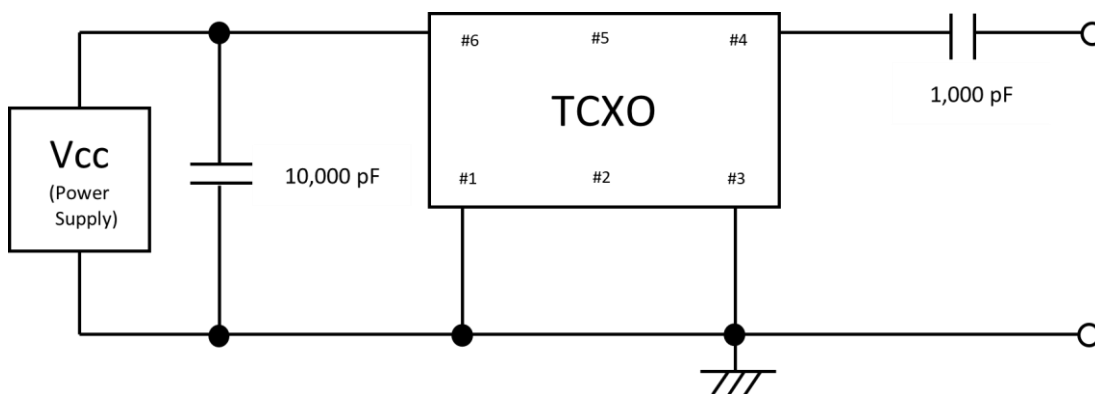 #6 #5 #4
1,000 pF
TCXO
Vcc
(Power
Supply)
10,000 pF
#1 #2 #3